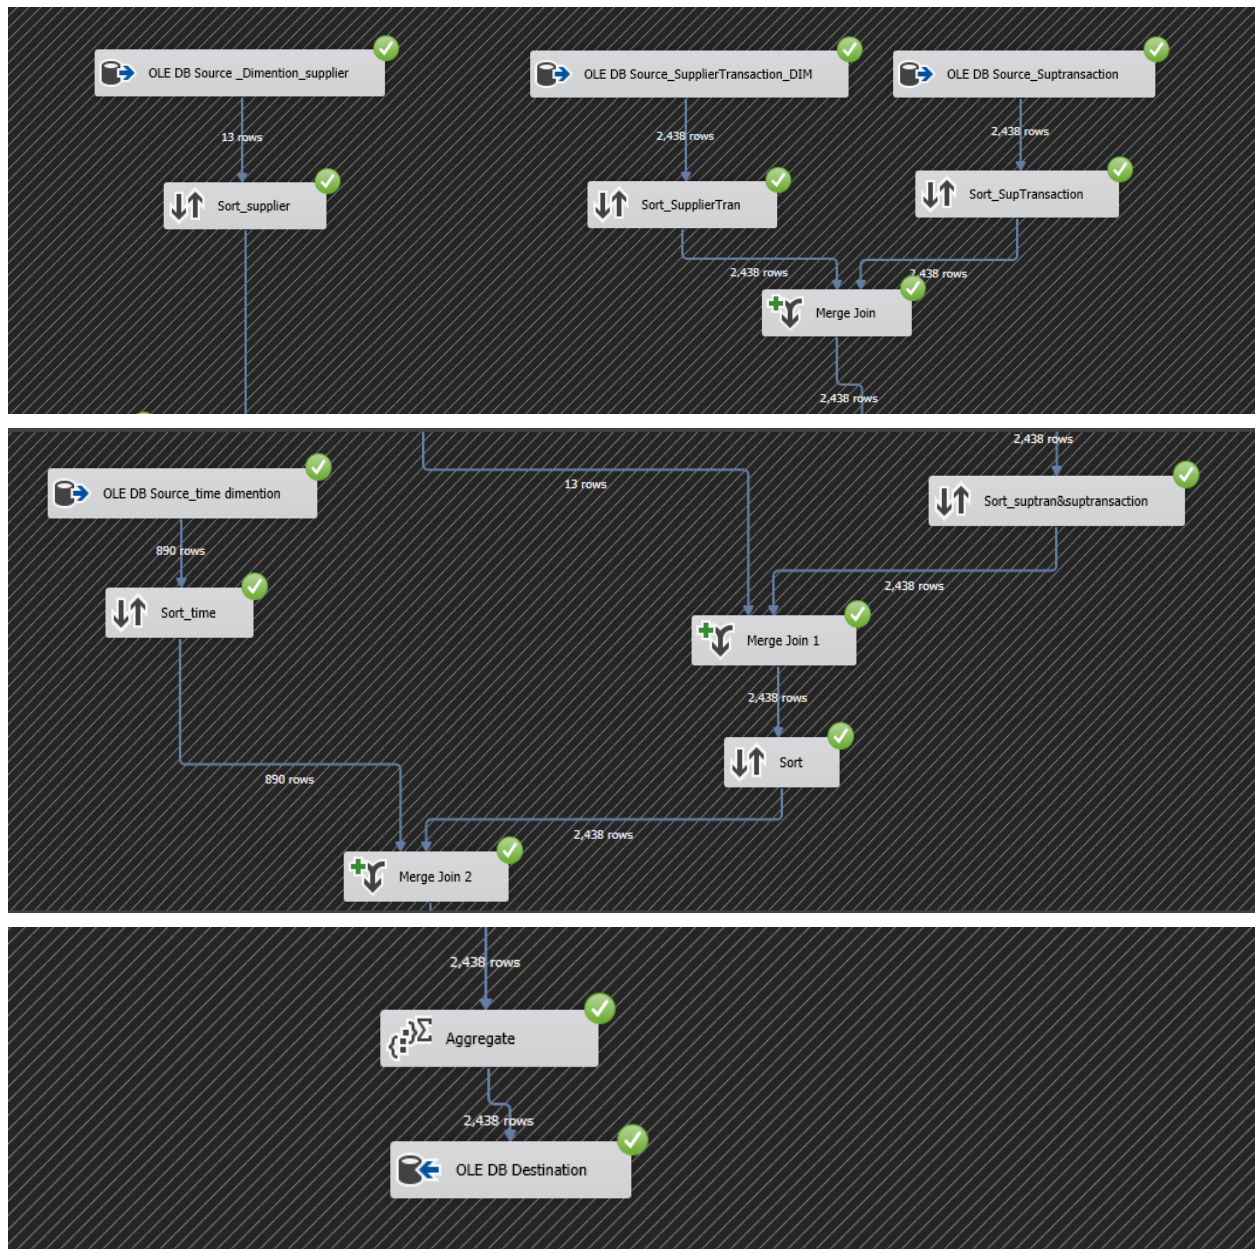 OLE DB Source _Dimention_supplier
OLE DB Source_SupplierTransaction_DIM
OLE DB Source_Suptransaction
13 rows
2,438 rows
2,438 rows
Sort_supplier
Sort_SupplierTran
Sort_SupTransaction
2,438 rows
2,438 rows
Merge Join
2,438 rows
2,438 rows
OLE DB Source_time dimention
13 rows
Sort_suptran&suptransaction
890 rows
2,438 rows
Sort_time
Merge Join 1
2,438 rows
Sort
890 rows
2,438 rows
Merge Join 2
2,438 rows
Aggregate
2,438 rows
OLE DB Destination